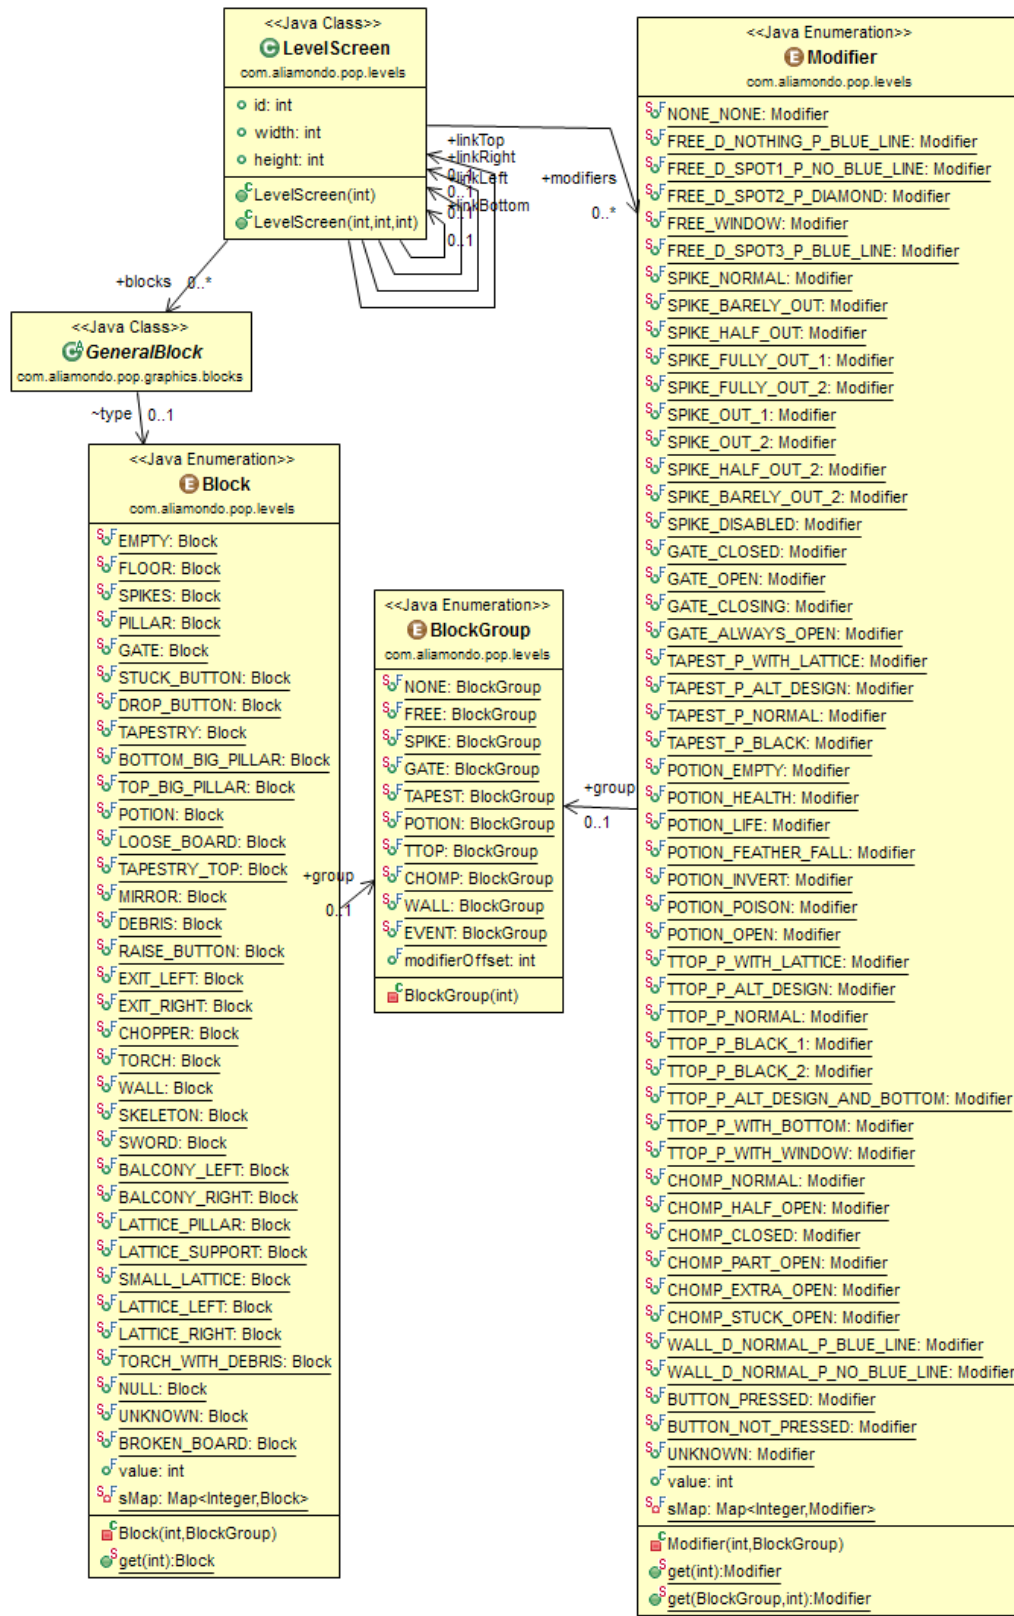 <<Java Class>>
LevelScreen
com.aliamondo.pop.levels
id: int
width: int
height: int
LevelScreen(int)
LevelScreen(int,int,int)
+linkTop
+linkRight
0..1
+linkLeft
0..1
+linkBottom
0..1
0..1
+modifiers
0..*
+blocks
0..*
<<Java Class>>
GeneralBlock
com.aliamondo.pop.graphics.blocks
~type
0..1
<<Java Enumeration>>
Block
com.aliamondo.pop.levels
EMPTY: Block
FLOOR: Block
SPIKES: Block
PILLAR: Block
GATE: Block
STUCK_BUTTON: Block
DROP_BUTTON: Block
TAPESTRY: Block
BOTTOM_BIG_PILLAR: Block
TOP_BIG_PILLAR: Block
POTION: Block
LOOSE_BOARD: Block
TAPESTRY_TOP: Block
MIRROR: Block
DEBRIS: Block
RAISE_BUTTON: Block
EXIT_LEFT: Block
EXIT_RIGHT: Block
CHOPPER: Block
TORCH: Block
WALL: Block
SKELETON: Block
SWORD: Block
BALCONY_LEFT: Block
BALCONY_RIGHT: Block
LATTICE_PILLAR: Block
LATTICE_SUPPORT: Block
SMALL_LATTICE: Block
LATTICE_LEFT: Block
LATTICE_RIGHT: Block
TORCH_WITH_DEBRIS: Block
NULL: Block
UNKNOWN: Block
BROKEN_BOARD: Block
value: int
sMap: Map<Integer,Block>
Block(int,BlockGroup)
get(int):Block
+group
0..1
<<Java Enumeration>>
BlockGroup
com.aliamondo.pop.levels
NONE: BlockGroup
FREE: BlockGroup
SPIKE: BlockGroup
GATE: BlockGroup
TAPEST: BlockGroup
POTION: BlockGroup
TTOP: BlockGroup
CHOMP: BlockGroup
WALL: BlockGroup
EVENT: BlockGroup
modifierOffset: int
BlockGroup(int)
+group
0..1
<<Java Enumeration>>
Modifier
com.aliamondo.pop.levels
NONE_NONE: Modifier
FREE_D_NOTHING_P_BLUE_LINE: Modifier
FREE_D_SPOT1_P_NO_BLUE_LINE: Modifier
FREE_D_SPOT2_P_DIAMOND: Modifier
FREE_WINDOW: Modifier
FREE_D_SPOT3_P_BLUE_LINE: Modifier
SPIKE_NORMAL: Modifier
SPIKE_BARELY_OUT: Modifier
SPIKE_HALF_OUT: Modifier
SPIKE_FULLY_OUT_1: Modifier
SPIKE_FULLY_OUT_2: Modifier
SPIKE_OUT_1: Modifier
SPIKE_OUT_2: Modifier
SPIKE_HALF_OUT_2: Modifier
SPIKE_BARELY_OUT_2: Modifier
SPIKE_DISABLED: Modifier
GATE_CLOSED: Modifier
GATE_OPEN: Modifier
GATE_CLOSING: Modifier
GATE_ALWAYS_OPEN: Modifier
TAPEST_P_WITH_LATTICE: Modifier
TAPEST_P_ALT_DESIGN: Modifier
TAPEST_P_NORMAL: Modifier
TAPEST_P_BLACK: Modifier
POTION_EMPTY: Modifier
POTION_HEALTH: Modifier
POTION_LIFE: Modifier
POTION_FEATHER_FALL: Modifier
POTION_INVERT: Modifier
POTION_POISON: Modifier
POTION_OPEN: Modifier
TTOP_P_WITH_LATTICE: Modifier
TTOP_P_ALT_DESIGN: Modifier
TTOP_P_NORMAL: Modifier
TTOP_P_BLACK_1: Modifier
TTOP_P_BLACK_2: Modifier
TTOP_P_ALT_DESIGN_AND_BOTTOM: Modifier
TTOP_P_WITH_BOTTOM: Modifier
TTOP_P_WITH_WINDOW: Modifier
CHOMP_NORMAL: Modifier
CHOMP_HALF_OPEN: Modifier
CHOMP_CLOSED: Modifier
CHOMP_PART_OPEN: Modifier
CHOMP_EXTRA_OPEN: Modifier
CHOMP_STUCK_OPEN: Modifier
WALL_D_NORMAL_P_BLUE_LINE: Modifier
WALL_D_NORMAL_P_NO_BLUE_LINE: Modifier
BUTTON_PRESSED: Modifier
BUTTON_NOT_PRESSED: Modifier
UNKNOWN: Modifier
value: int
sMap: Map<Integer,Modifier>
Modifier(int,BlockGroup)
get(int):Modifier
get(BlockGroup,int):Modifier